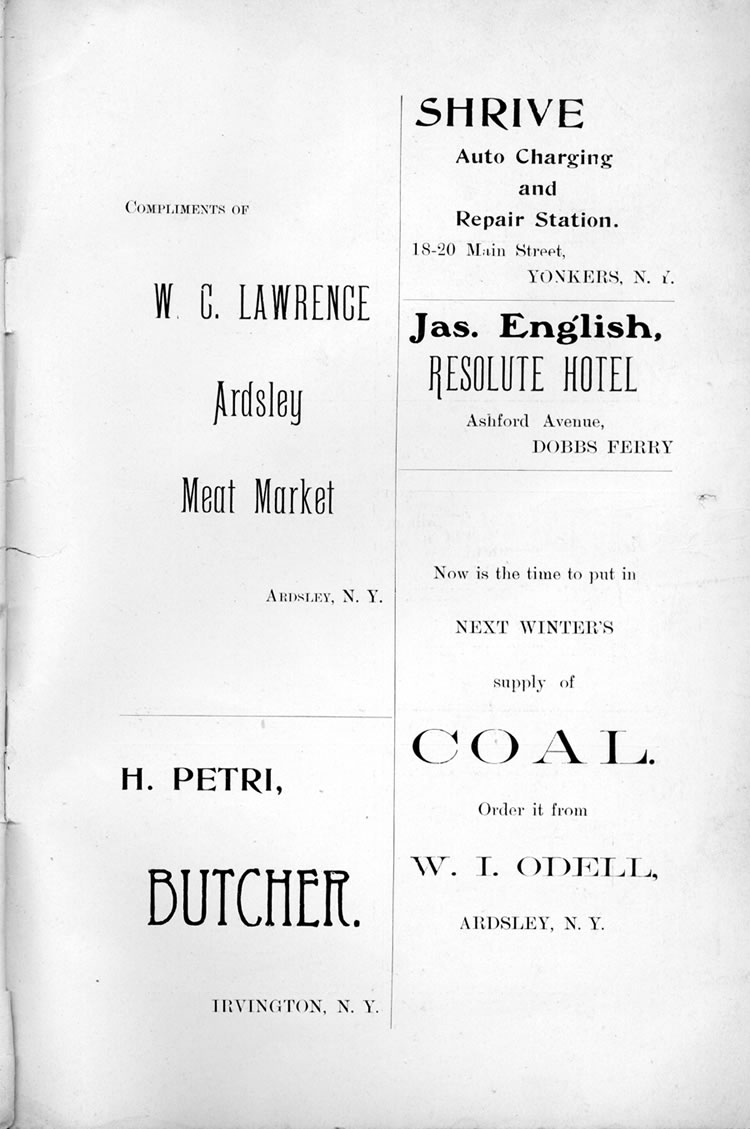 COMPLIMENTS OF
W. C. LAWRENCE
Ardsley
Meat Market
ARDSLEY, N. Y.
H. PETRI,
BUTCHER.
IRVINGTON, N. Y.
SHRIVE
Auto Charging
and
Repair Station.
18-20 Main Street,
YONKERS, N. Y.
Jas. English,
RESOLUTE HOTEL
Ashford Avenue,
DOBBS FERRY
Now is the time to put in
NEXT WINTER'S
supply of
COAL.
Order it from
W. I. ODELL,
ARDSLEY, N. Y.